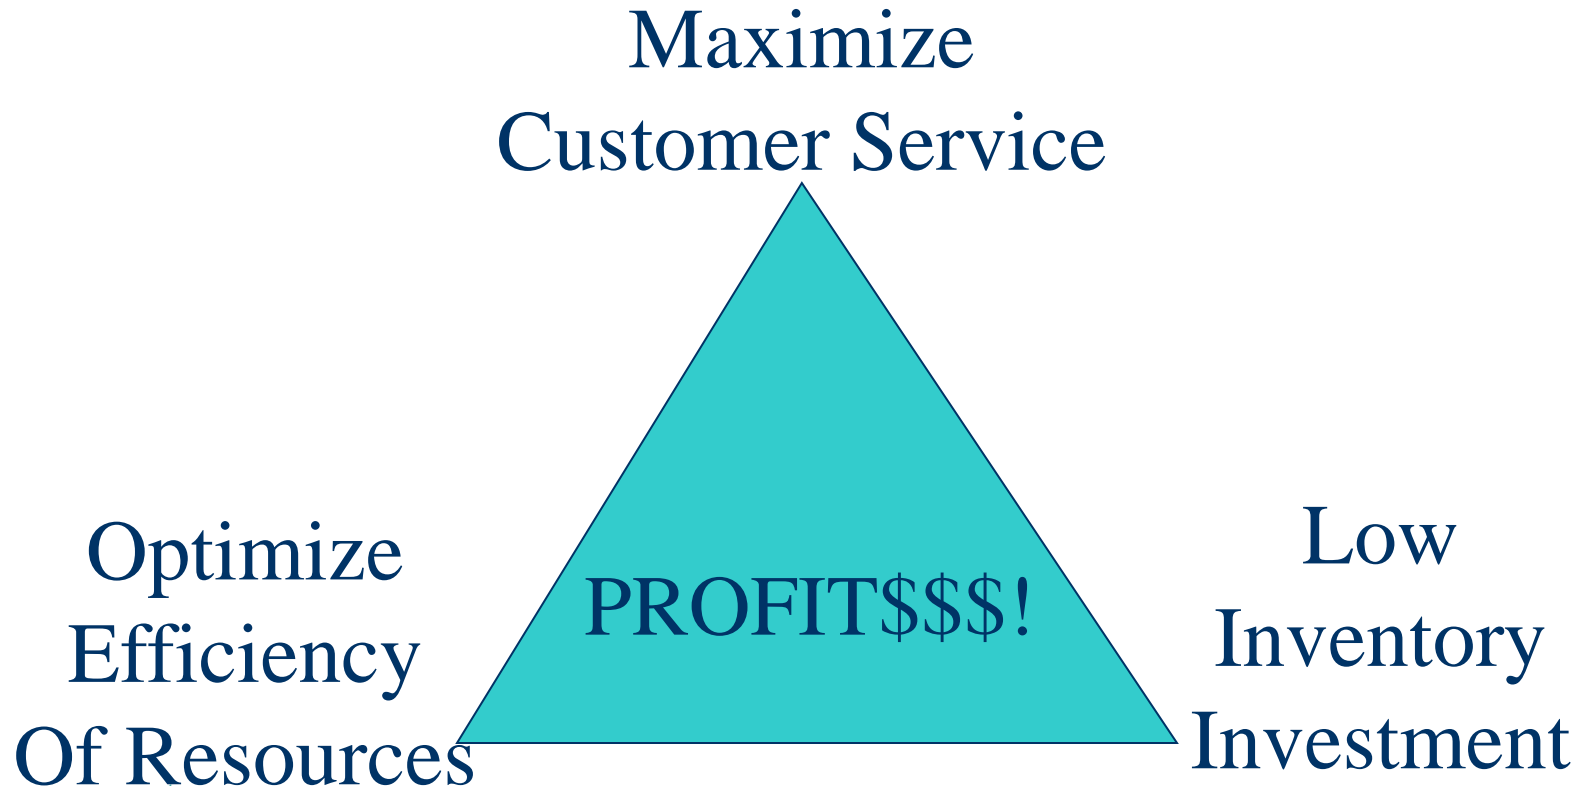 Maximize
Customer Service
Optimize
Efficiency
Of Resources
PROFIT$$$!
Low
Inventory
Investment